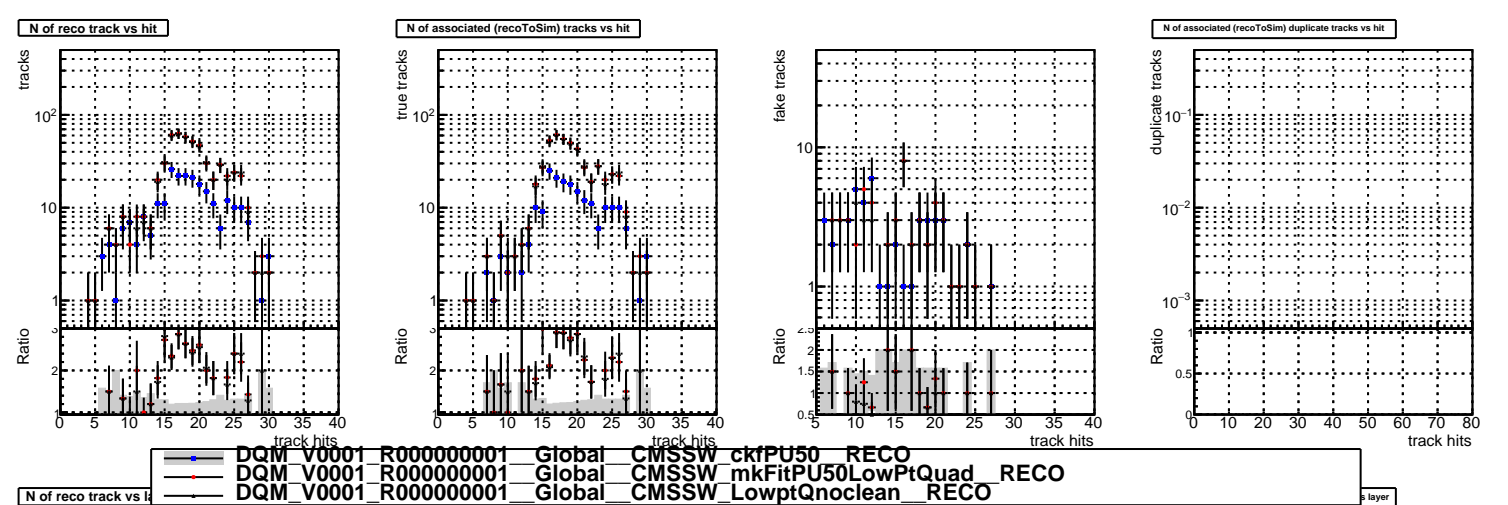 N of reco track vs hit
N of associated (recoToSim) tracks vs hit
N of associated (recoToSim) duplicate tracks vs hit
tracks
10²
10
1
Ratio
3
2
1
0 5 10 15 20 25 30 35 40
track hits
true tracks
10²
10
1
Ratio
3
2
1
0 5 10 15 20 25 30 35 40
track hits
fake tracks
10
1
Ratio
2.5
2
1.5
1
0.5
5 10 15 20 25 30 35 40
track hits
duplicate tracks
10⁻¹
10⁻²
10⁻³
Ratio
1
0.5
0
0 10 20 30 40 50 60 70 80
track hits
DQM_V0001_R000000001__Global__CMSSW_ckfPU50__RECO
DQM_V0001_R000000001__Global__CMSSW_mkFitPU50LowPtQuad__RECO
DQM_V0001_R000000001__Global__CMSSW_LowptQnoclean__RECO
N of reco track vs la
s layer